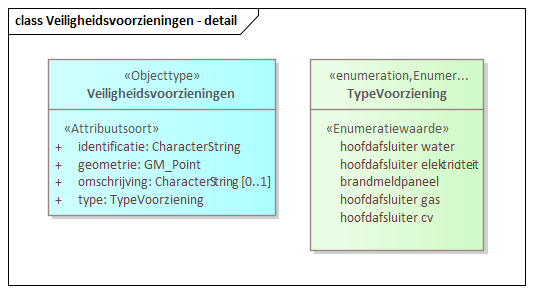 class Veiligheidsvoorzieningen - detail
«Objecttype»
Veiligheidsvoorzieningen
«Attribuutsoort»
+ identificatie: CharacterString
+ geometrie: GM_Point
+ omschrijving: CharacterString [0..1]
+ type: TypeVoorziening
«enumeration,Enumer...
TypeVoorziening
«Enumeratiewaarde»
hoofdafsluiter water
hoofdafsluiter elektriciteit
brandmeldpaneel
hoofdafsluiter gas
hoofdafsluiter cv